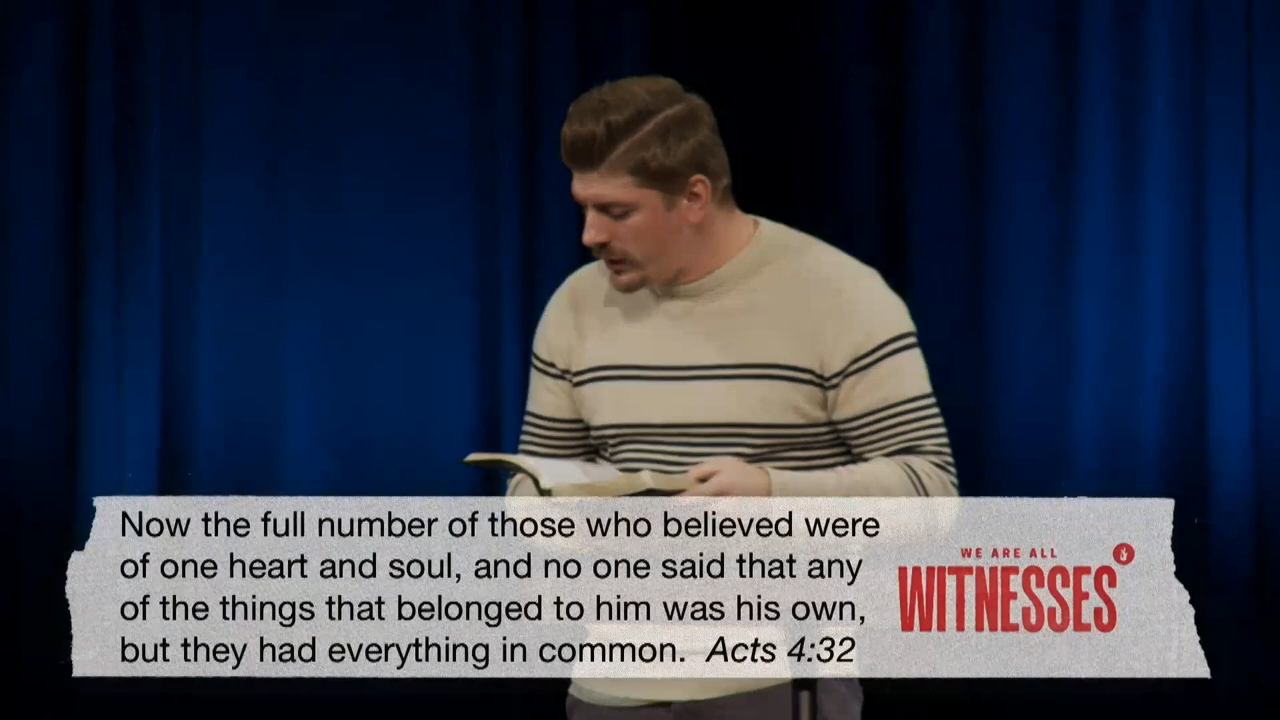 Now the full number of those who believed were
of one heart and soul, and no one said that any
of the things that belonged to him was his own,
but they had everything in common. Acts 4:32
WE ARE ALL
WITNESSES